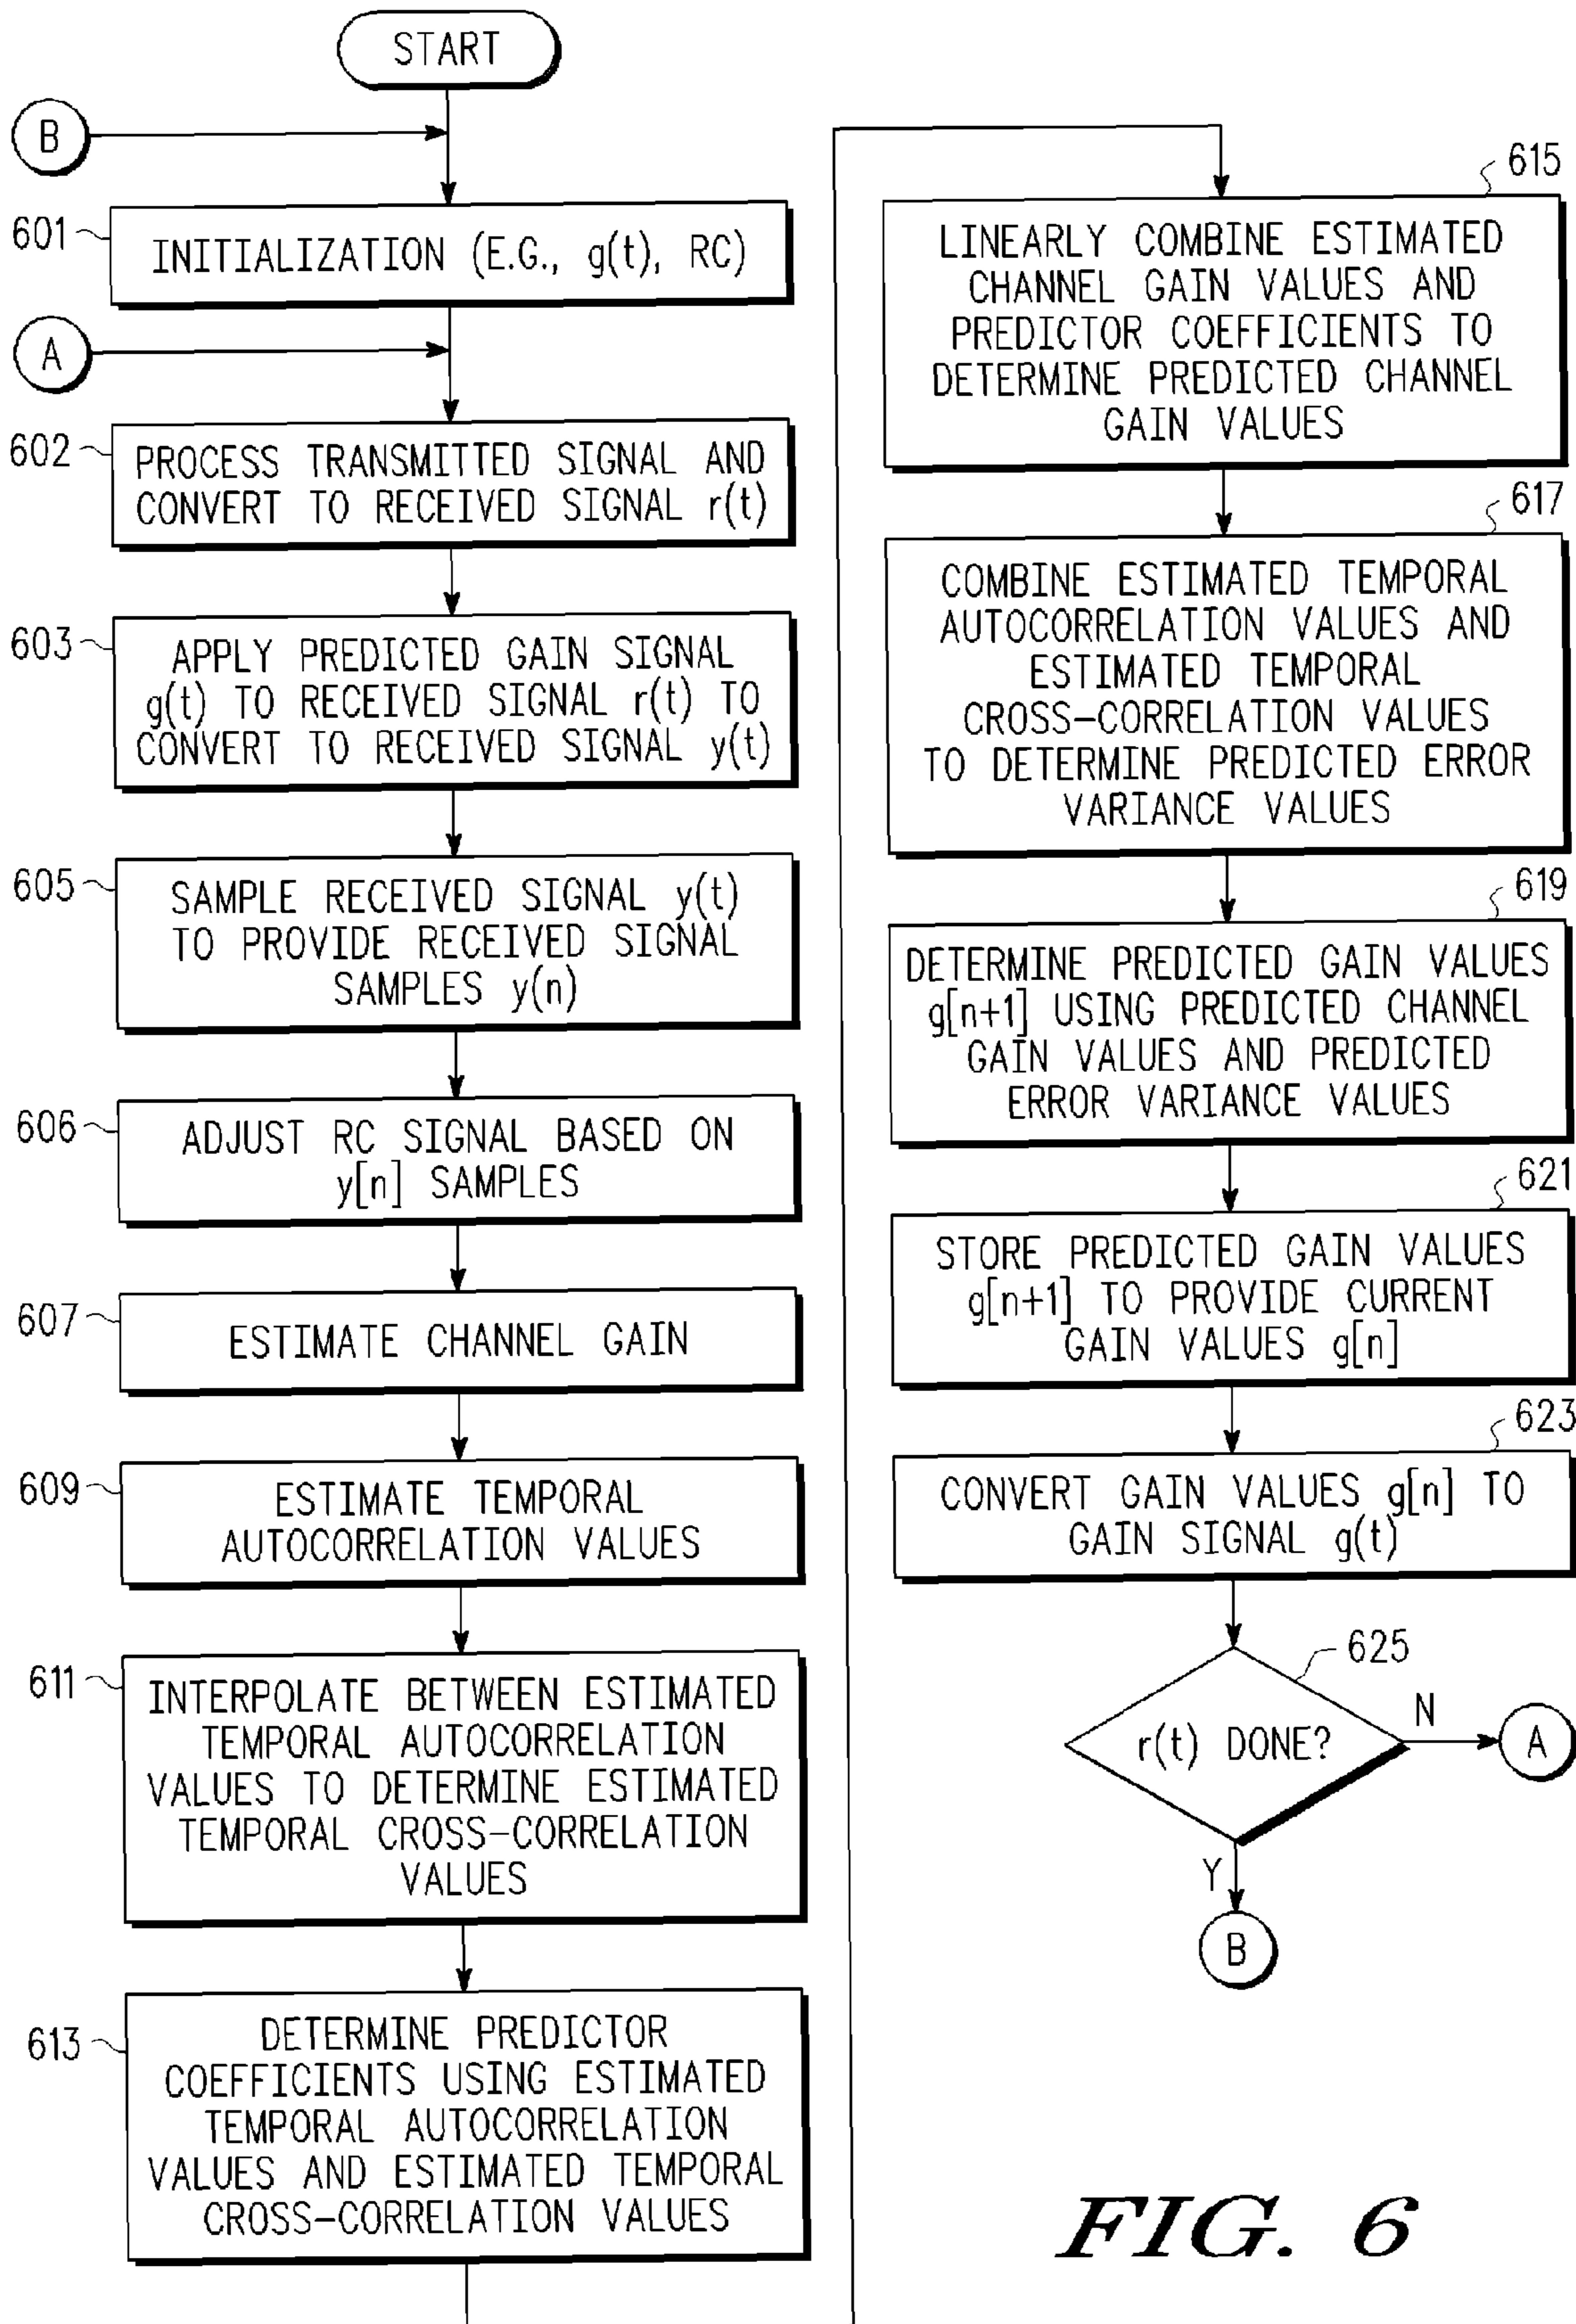 START
B
601
INITIALIZATION (E.G., g(t), RC)
A
602
PROCESS TRANSMITTED SIGNAL AND
CONVERT TO RECEIVED SIGNAL r(t)
603
APPLY PREDICTED GAIN SIGNAL
g(t) TO RECEIVED SIGNAL r(t) TO
CONVERT TO RECEIVED SIGNAL y(t)
605
SAMPLE RECEIVED SIGNAL y(t)
TO PROVIDE RECEIVED SIGNAL
SAMPLES y(n)
606
ADJUST RC SIGNAL BASED ON
y[n] SAMPLES
607
ESTIMATE CHANNEL GAIN
609
ESTIMATE TEMPORAL
AUTOCORRELATION VALUES
611
INTERPOLATE BETWEEN ESTIMATED
TEMPORAL AUTOCORRELATION
VALUES TO DETERMINE ESTIMATED
TEMPORAL CROSS-CORRELATION
VALUES
613
DETERMINE PREDICTOR
COEFFICIENTS USING ESTIMATED
TEMPORAL AUTOCORRELATION
VALUES AND ESTIMATED TEMPORAL
CROSS-CORRELATION VALUES
615
LINEARLY COMBINE ESTIMATED
CHANNEL GAIN VALUES AND
PREDICTOR COEFFICIENTS TO
DETERMINE PREDICTED CHANNEL
GAIN VALUES
617
COMBINE ESTIMATED TEMPORAL
AUTOCORRELATION VALUES AND
ESTIMATED TEMPORAL
CROSS-CORRELATION VALUES
TO DETERMINE PREDICTED ERROR
VARIANCE VALUES
619
DETERMINE PREDICTED GAIN VALUES
g[n+1] USING PREDICTED CHANNEL
GAIN VALUES AND PREDICTED
ERROR VARIANCE VALUES
621
STORE PREDICTED GAIN VALUES
g[n+1] TO PROVIDE CURRENT
GAIN VALUES g[n]
623
CONVERT GAIN VALUES g[n] TO
GAIN SIGNAL g(t)
625
r(t) DONE?
N
A
Y
B
FIG. 6